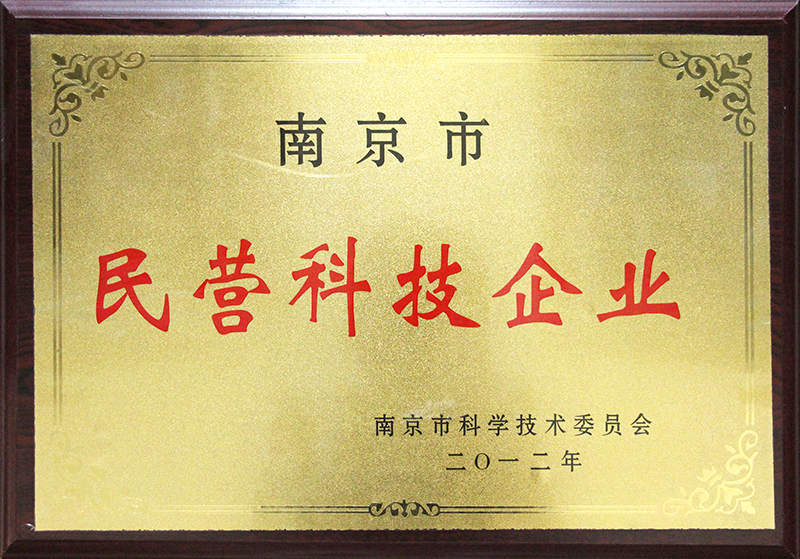 南京市
民营科技企业
南京市科学技术委员会
二〇一二年